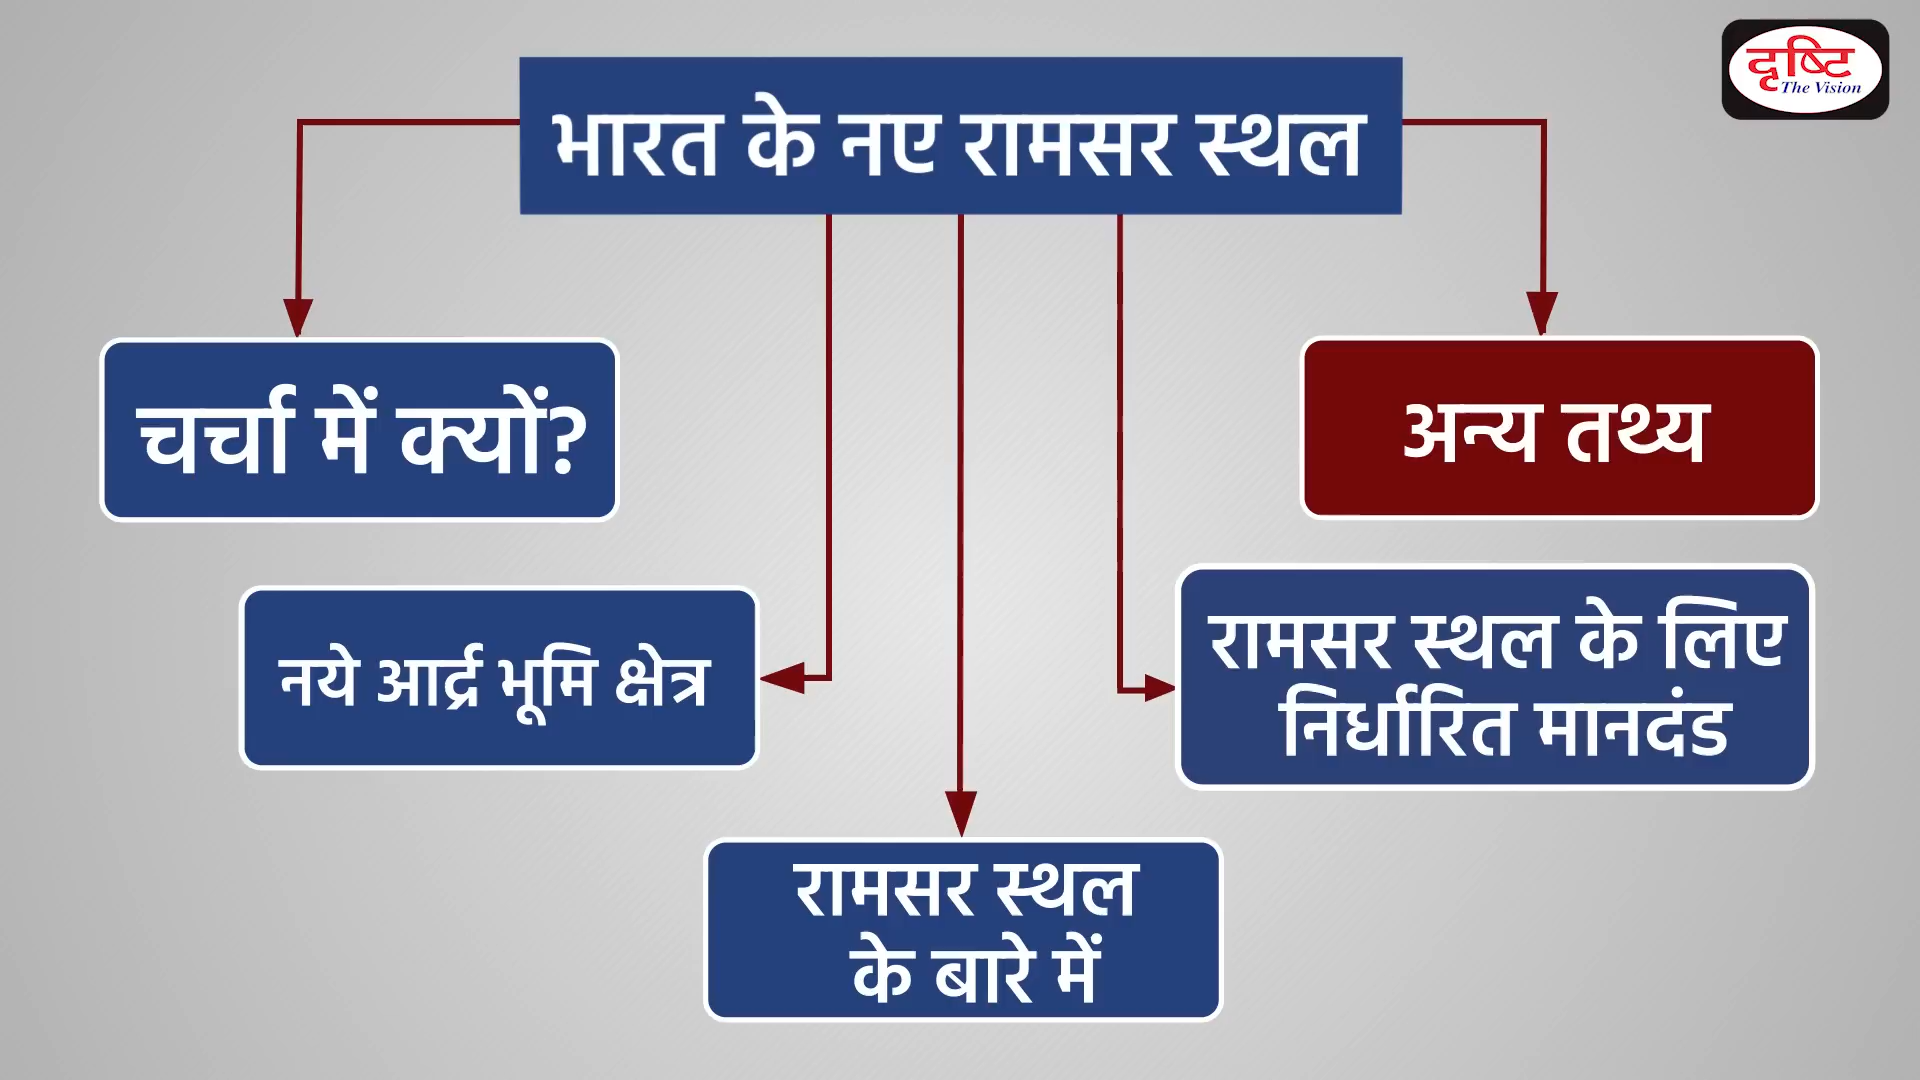 दृष्टि
The Vision
भारत के नए रामसर स्थल
चर्चा में क्यों?
अन्य तथ्य
नये आर्द्र भूमि क्षेत्र
रामसर स्थल के लिए
निर्धारित मानदंड
रामसर स्थल
के बारे में